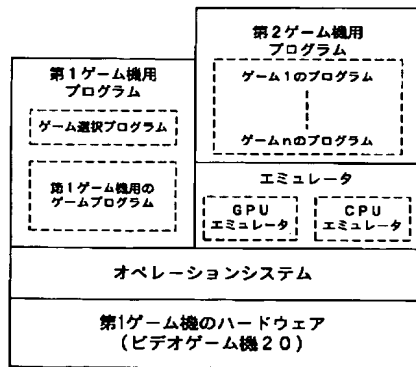 第1ゲーム機用
プログラム
ゲーム選択プログラム
第1ゲーム機用の
ゲームプログラム
第2ゲーム機用
プログラム
ゲーム1のプログラム
ゲームnのプログラム
エミュレータ
GPU
エミュレータ
CPU
エミュレータ
オペレーションシステム
第1ゲーム機のハードウェア
(ビデオゲーム機20)